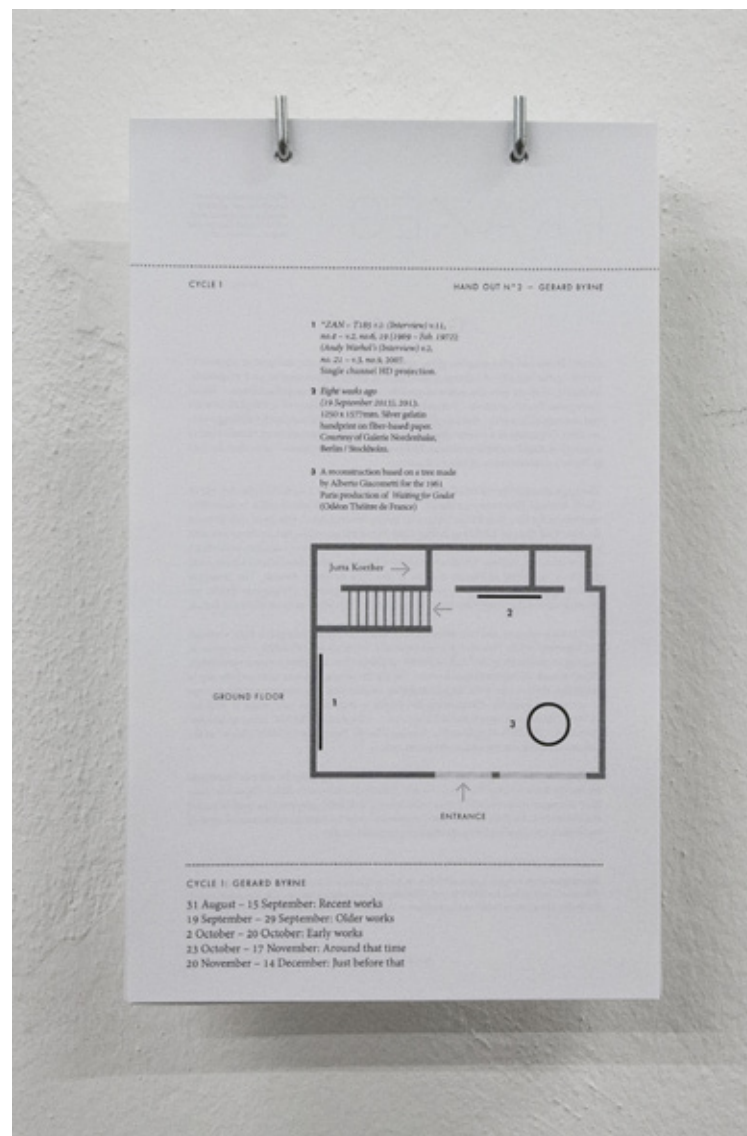 CYCLE 1
HAND OUT N°2 – GERARD BYRNE
1 *ZAN – T185 v.1: (Interview) v.11,
no.4 – v.2, no.6, 19 (1969 – Feb. 1972);
(Andy Warhol's (Interview) v.2,
no. 21 – v.3, no.9, 2007.
Single channel HD projection.
2 Eight weeks ago
(19 September 2013), 2013.
1250 x 1577mm. Silver gelatin
handprint on fiber-based paper.
Courtesy of Galerie Nordenhake,
Berlin / Stockholm.
3 A reconstruction based on a tree made
by Alberto Giacometti for the 1961
Paris production of Waiting for Godot
(Odéon Théâtre de France)
Jutta Koether
2
GROUND FLOOR
1
3
ENTRANCE
CYCLE 1: GERARD BYRNE
31 August – 15 September: Recent works
19 September – 29 September: Older works
2 October – 20 October: Early works
23 October – 17 November: Around that time
20 November – 14 December: Just before that